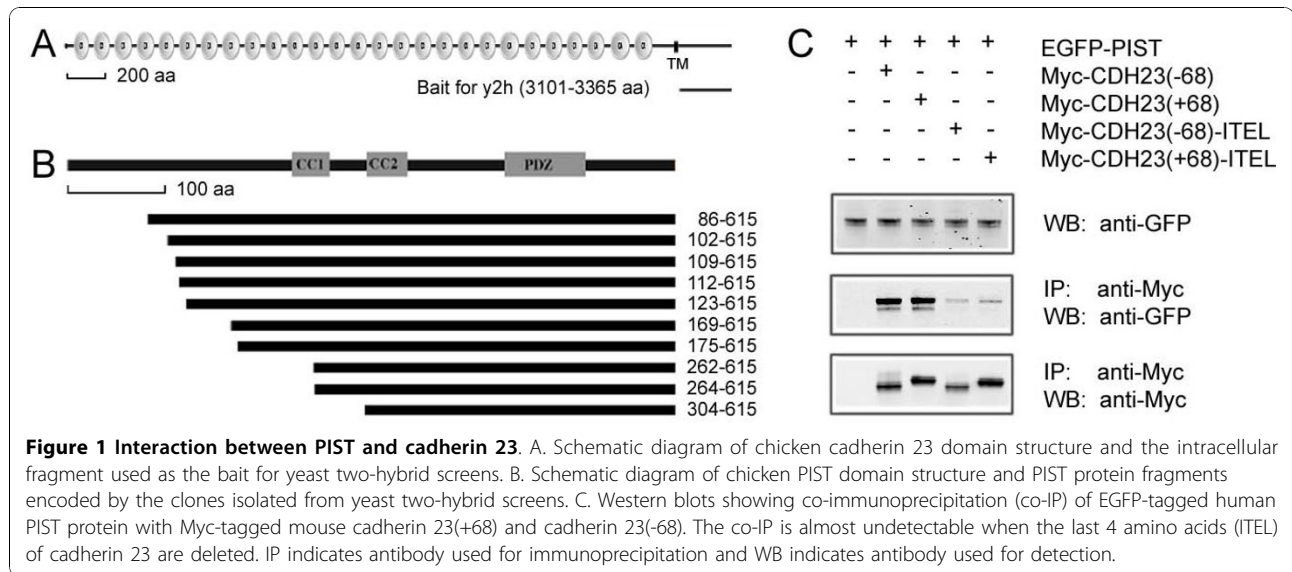 A
200 aa
TM
Bait for y2h (3101-3365 aa)
B
CC1 CC2 PDZ
100 aa
86-615
102-615
109-615
112-615
123-615
169-615
175-615
262-615
264-615
304-615
C
+ + + + + EGFP-PIST
- + - - - Myc-CDH23(-68)
- - + - - Myc-CDH23(+68)
- - - + - Myc-CDH23(-68)-ITEL
- - - - + Myc-CDH23(+68)-ITEL
WB: anti-GFP
IP: anti-Myc
WB: anti-GFP
IP: anti-Myc
WB: anti-Myc
Figure 1 Interaction between PIST and cadherin 23. A. Schematic diagram of chicken cadherin 23 domain structure and the intracellular
fragment used as the bait for yeast two-hybrid screens. B. Schematic diagram of chicken PIST domain structure and PIST protein fragments
encoded by the clones isolated from yeast two-hybrid screens. C. Western blots showing co-immunoprecipitation (co-IP) of EGFP-tagged human
PIST protein with Myc-tagged mouse cadherin 23(+68) and cadherin 23(-68). The co-IP is almost undetectable when the last 4 amino acids (ITEL)
of cadherin 23 are deleted. IP indicates antibody used for immunoprecipitation and WB indicates antibody used for detection.